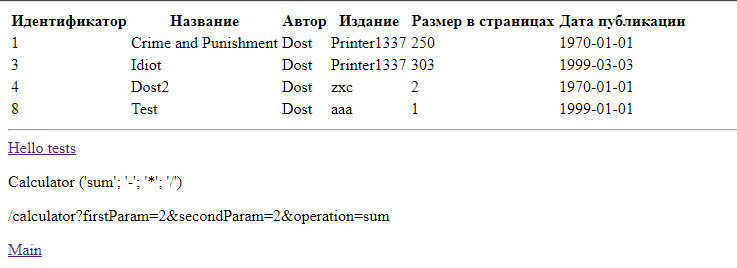 Идентификатор Название Автор Издание Размер в страницах Дата публикации
1 Crime and Punishment Dost Printer1337 250 1970-01-01
3 Idiot Dost Printer1337 303 1999-03-03
4 Dost2 Dost zxc 2 1970-01-01
8 Test Dost aaa 1 1999-01-01
Hello tests
Calculator ('sum'; '-'; '*'; '/')
/calculator?firstParam=2&secondParam=2&operation=sum
Main